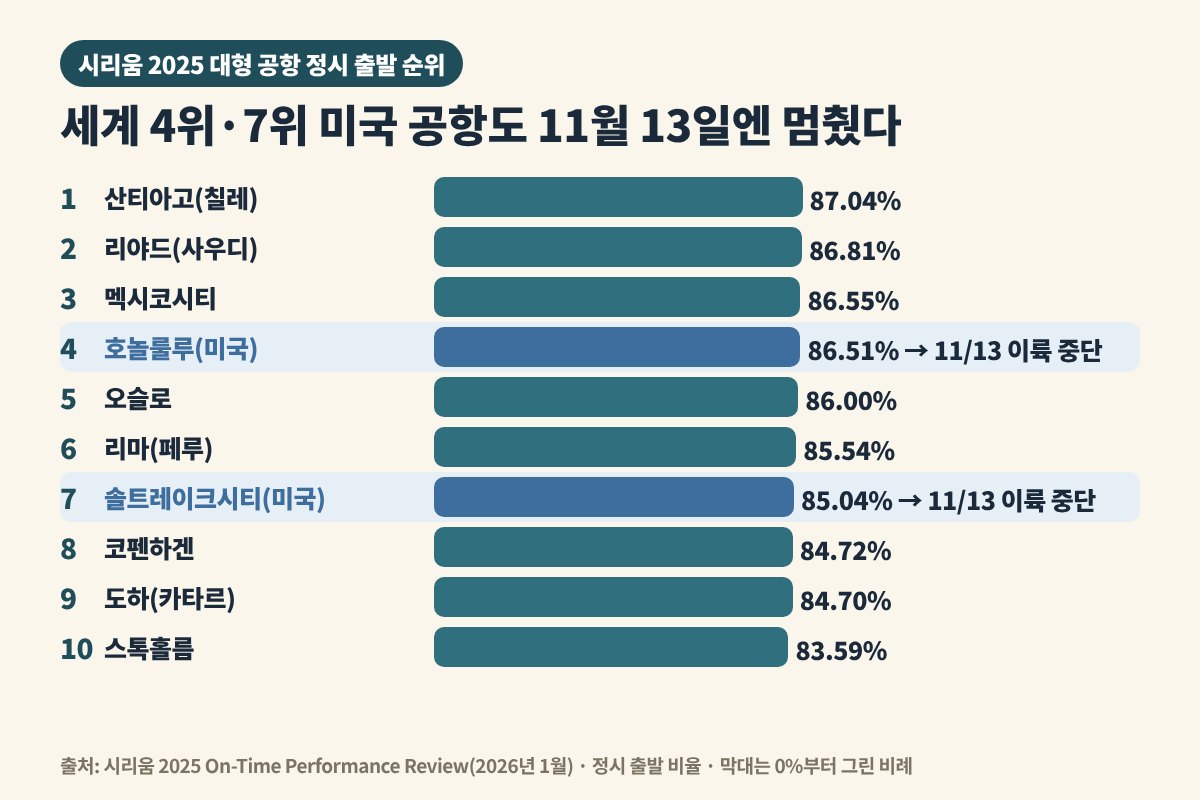 시리움 2025 대형 공항 정시 출발 순위
세계 4위·7위 미국 공항도 11월 13일엔 멈췄다
1 산티아고(칠레) 87.04%
2 리야드(사우디) 86.81%
3 멕시코시티 86.55%
4 호놀룰루(미국) 86.51% → 11/13 이륙 중단
5 오슬로 86.00%
6 리마(페루) 85.54%
7 솔트레이크시티(미국) 85.04% → 11/13 이륙 중단
8 코펜하겐 84.72%
9 도하(카타르) 84.70%
10 스톡홀름 83.59%
출처: 시리움 2025 On-Time Performance Review(2026년 1월) · 정시 출발 비율 · 막대는 0%부터 그린 비례